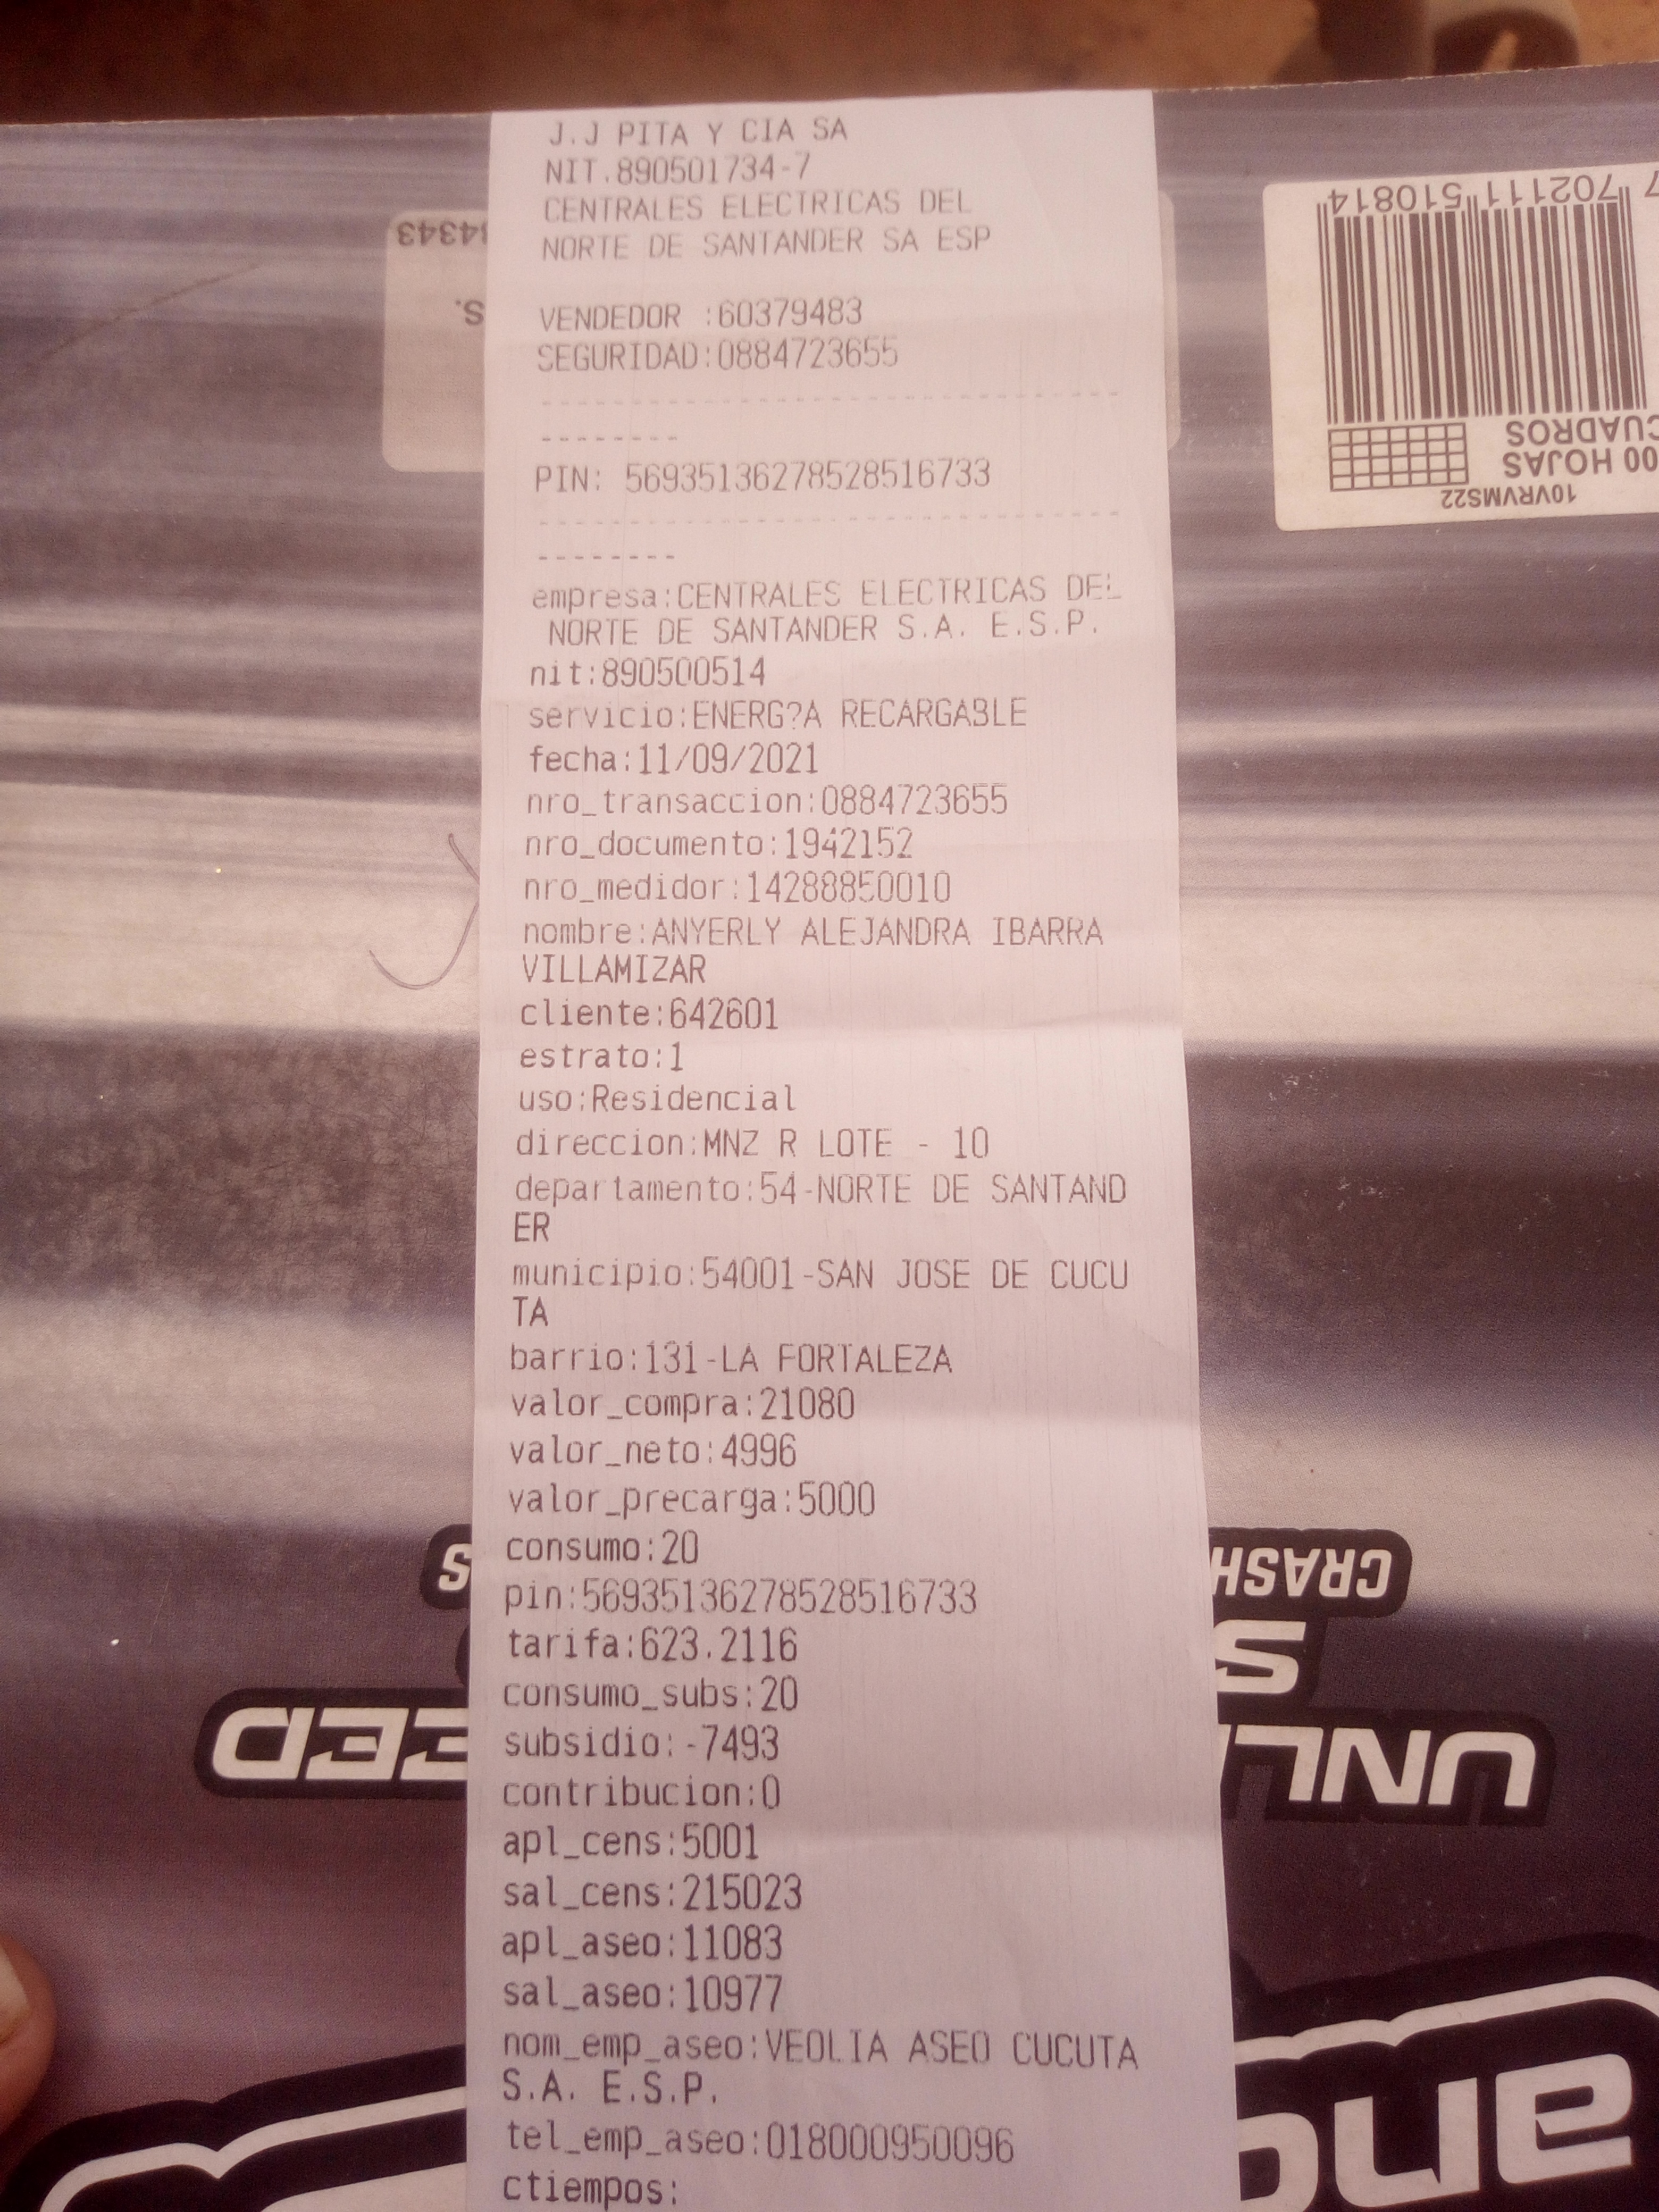 J.J PITA Y CIA SA
NIT.890501734-7
CENTRALES ELECTRICAS DEL
NORTE DE SANTANDER SA ESP
VENDEDOR :60379483
SEGURIDAD:0884723655
------------------------------
--------
PIN: 56935136278528516733
------------------------------
--------
empresa:CENTRALES ELECTRICAS DEL
NORTE DE SANTANDER S.A. E.S.P.
nit:890500514
servicio:ENERG?A RECARGABLE
fecha:11/09/2021
nro_transaccion:0884723655
nro_documento:1942152
nro_medidor:14288850010
nombre:ANYERLY ALEJANDRA IBARRA
VILLAMIZAR
cliente:642601
estrato:1
uso:Residencial
direccion:MNZ R LOTE - 10
departamento:54-NORTE DE SANTAND
ER
municipio:54001-SAN JOSE DE CUCU
TA
barrio:131-LA FORTALEZA
valor_compra:21080
valor_neto:4996
valor_precarga:5000
consumo:20
pin:56935136278528516733
tarifa:623.2116
consumo_subs:20
subsidio:-7493
contribucion:0
apl_cens:5001
sal_cens:215023
apl_aseo:11083
sal_aseo:10977
nom_emp_aseo:VEOLIA ASEO CUCUTA
S.A. E.S.P.
tel_emp_aseo:018000950096
ctiempos:
7 702111 510814
00 HOJAS
CUADROS
10VRVMS22
34343
S.
CRASH
S
UNL
EED